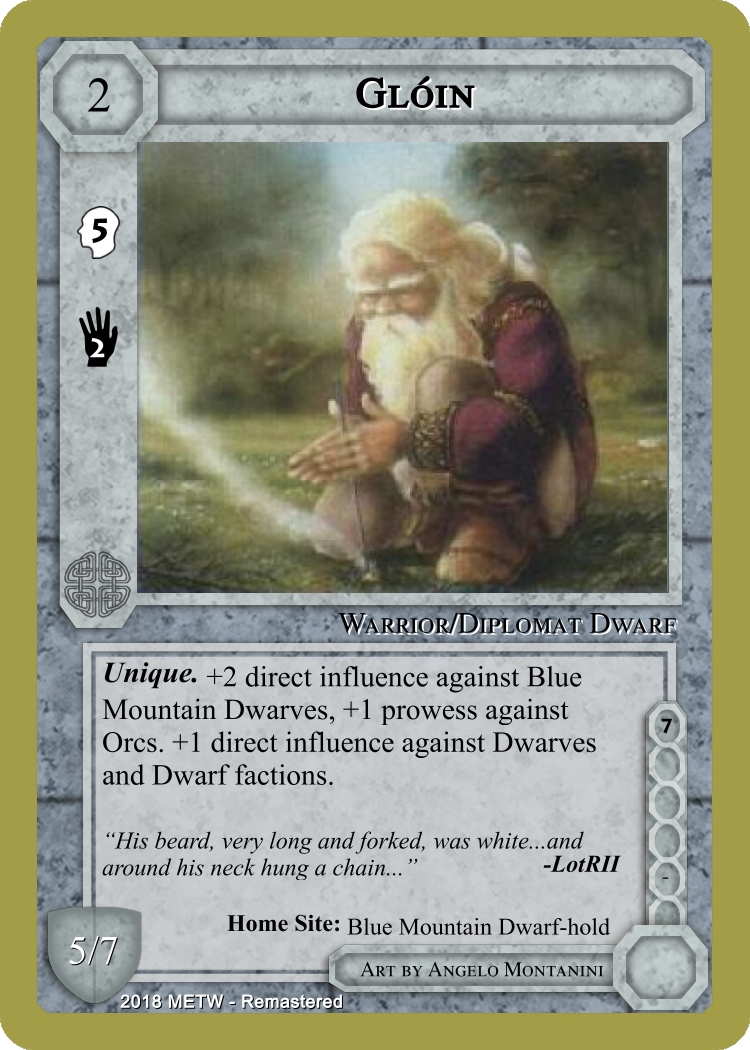 2
GLÓIN
5
2
WARRIOR/DIPLOMAT DWARF
Unique. +2 direct influence against Blue
Mountain Dwarves, +1 prowess against
Orcs. +1 direct influence against Dwarves
and Dwarf factions.
7
“His beard, very long and forked, was white...and
around his neck hung a chain...”
-LotRII
-
Home Site: Blue Mountain Dwarf-hold
5/7
ART BY ANGELO MONTANINI
2018 METW - Remastered